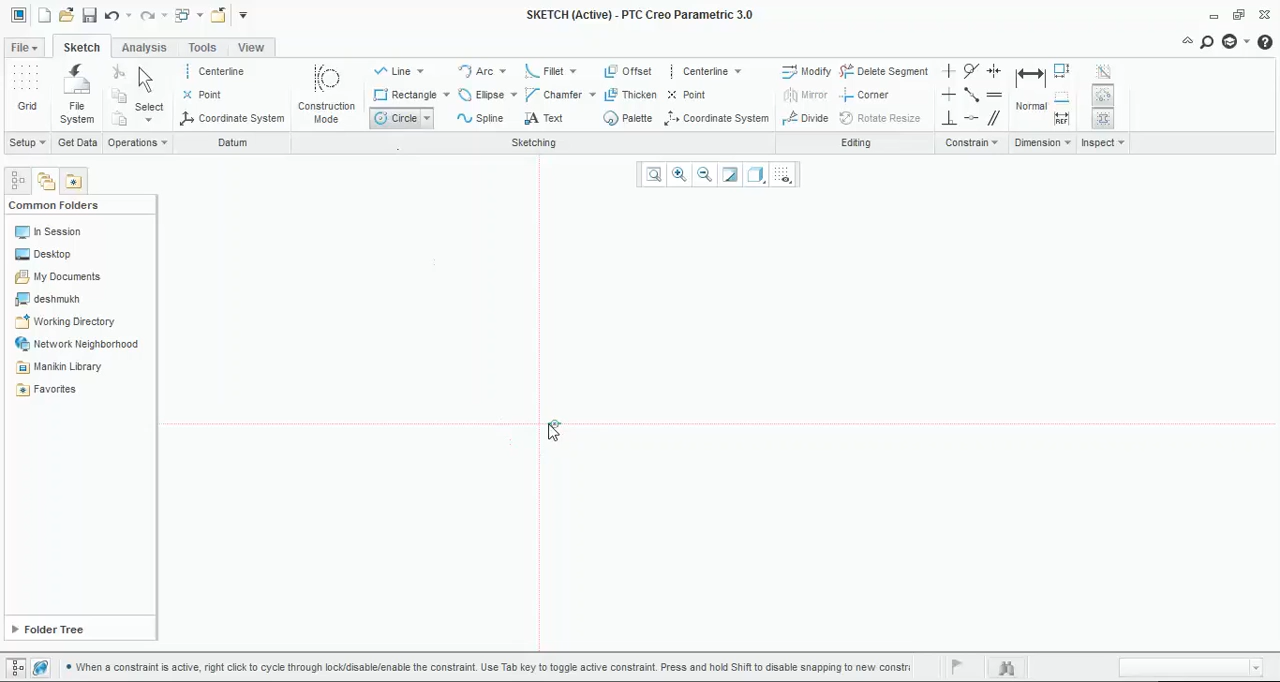 SKETCH (Active) - PTC Creo Parametric 3.0
File Sketch Analysis Tools View
Grid
File System
Select
Centerline
Point
Coordinate System
Construction Mode
Line
Rectangle
Circle
Arc
Ellipse
Spline
Fillet
Chamfer
Text
Offset
Thicken
Palette
Centerline
Point
Coordinate System
Modify
Mirror
Divide
Delete Segment
Corner
Rotate Resize
Normal
REF
Setup Get Data Operations Datum Sketching Editing Constrain Dimension Inspect
Common Folders
In Session
Desktop
My Documents
deshmukh
Working Directory
Network Neighborhood
Manikin Library
Favorites
Folder Tree
• When a constraint is active, right click to cycle through lock/disable/enable the constraint. Use Tab key to toggle active constraint. Press and hold Shift to disable snapping to new constra